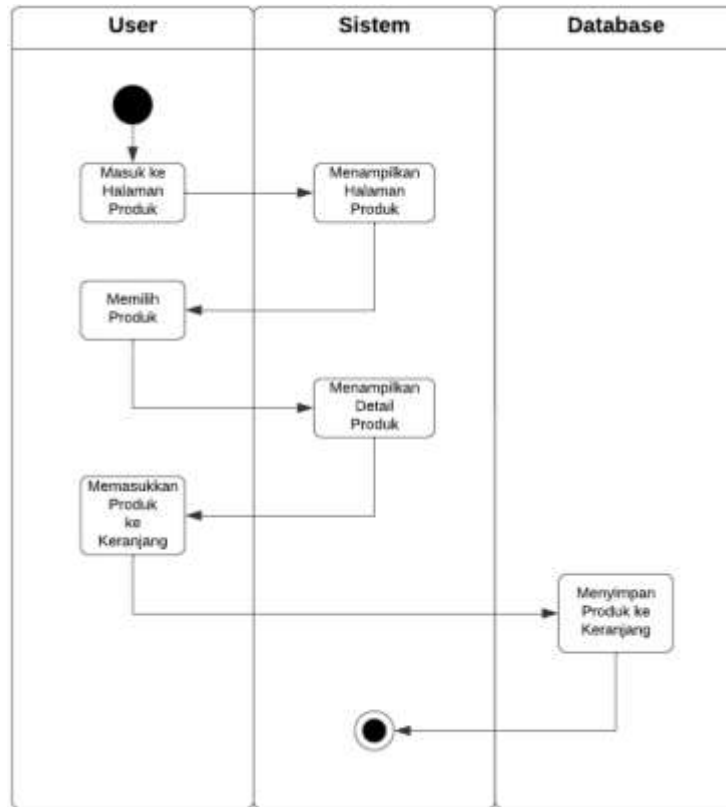 User
Sistem
Database
Masuk ke
Halaman
Produk
Menampilkan
Halaman
Produk
Memilih
Produk
Menampilkan
Detail
Produk
Memasukkan
Produk
ke
Keranjang
Menyimpan
Produk ke
Keranjang